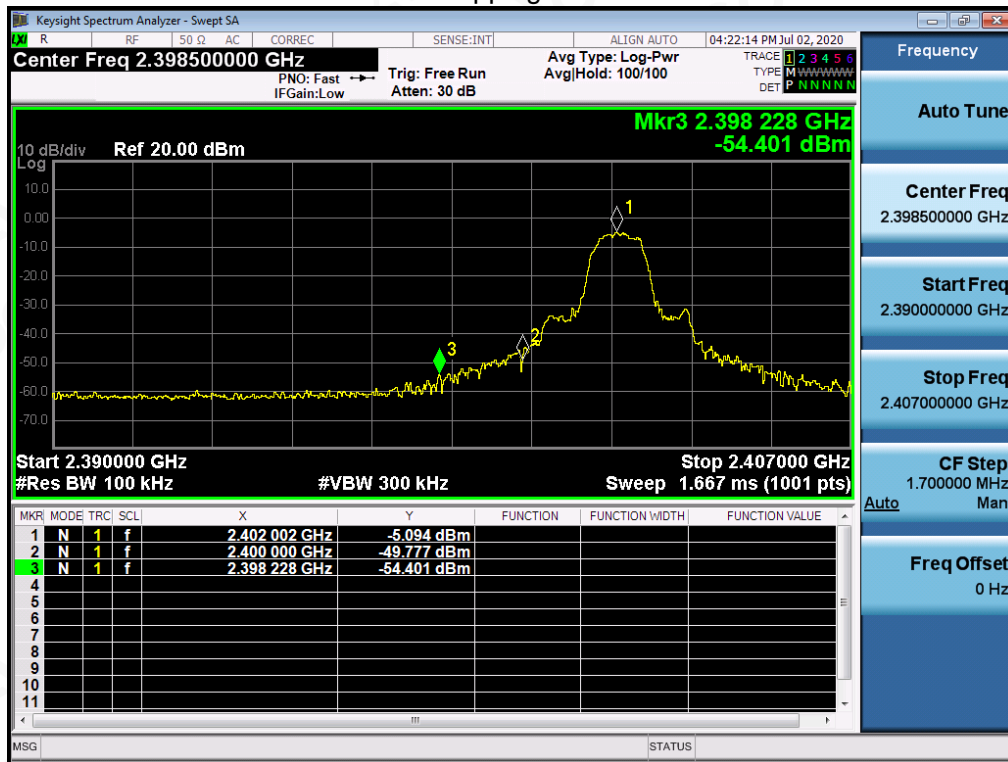 Keysight Spectrum Analyzer - Swept SA
LXI R RF 50 Ω AC CORREC SENSE:INT ALIGN AUTO 04:22:14 PM Jul 02, 2020
Center Freq 2.398500000 GHz
PNO: Fast
IFGain:Low
Trig: Free Run
Atten: 30 dB
Avg Type: Log-Pwr
Avg|Hold: 100/100
TRACE 1 2 3 4 5 6
TYPE M WWWWW
DET P N N N N N
Mkr3 2.398 228 GHz
-54.401 dBm
10 dB/div Ref 20.00 dBm
Log
10.0
0.00
-10.0
-20.0
-30.0
-40.0
-50.0
-60.0
-70.0
1
2
3
Start 2.390000 GHz Stop 2.407000 GHz
#Res BW 100 kHz #VBW 300 kHz Sweep 1.667 ms (1001 pts)
MKR MODE TRC SCL X Y FUNCTION FUNCTION WIDTH FUNCTION VALUE
1 N 1 f 2.402 002 GHz -5.094 dBm
2 N 1 f 2.400 000 GHz -49.777 dBm
3 N 1 f 2.398 228 GHz -54.401 dBm
4
5
6
7
8
9
10
11
MSG STATUS
Frequency
Auto Tune
Center Freq
2.398500000 GHz
Start Freq
2.390000000 GHz
Stop Freq
2.407000000 GHz
CF Step
1.700000 MHz
Auto Man
Freq Offset
0 Hz